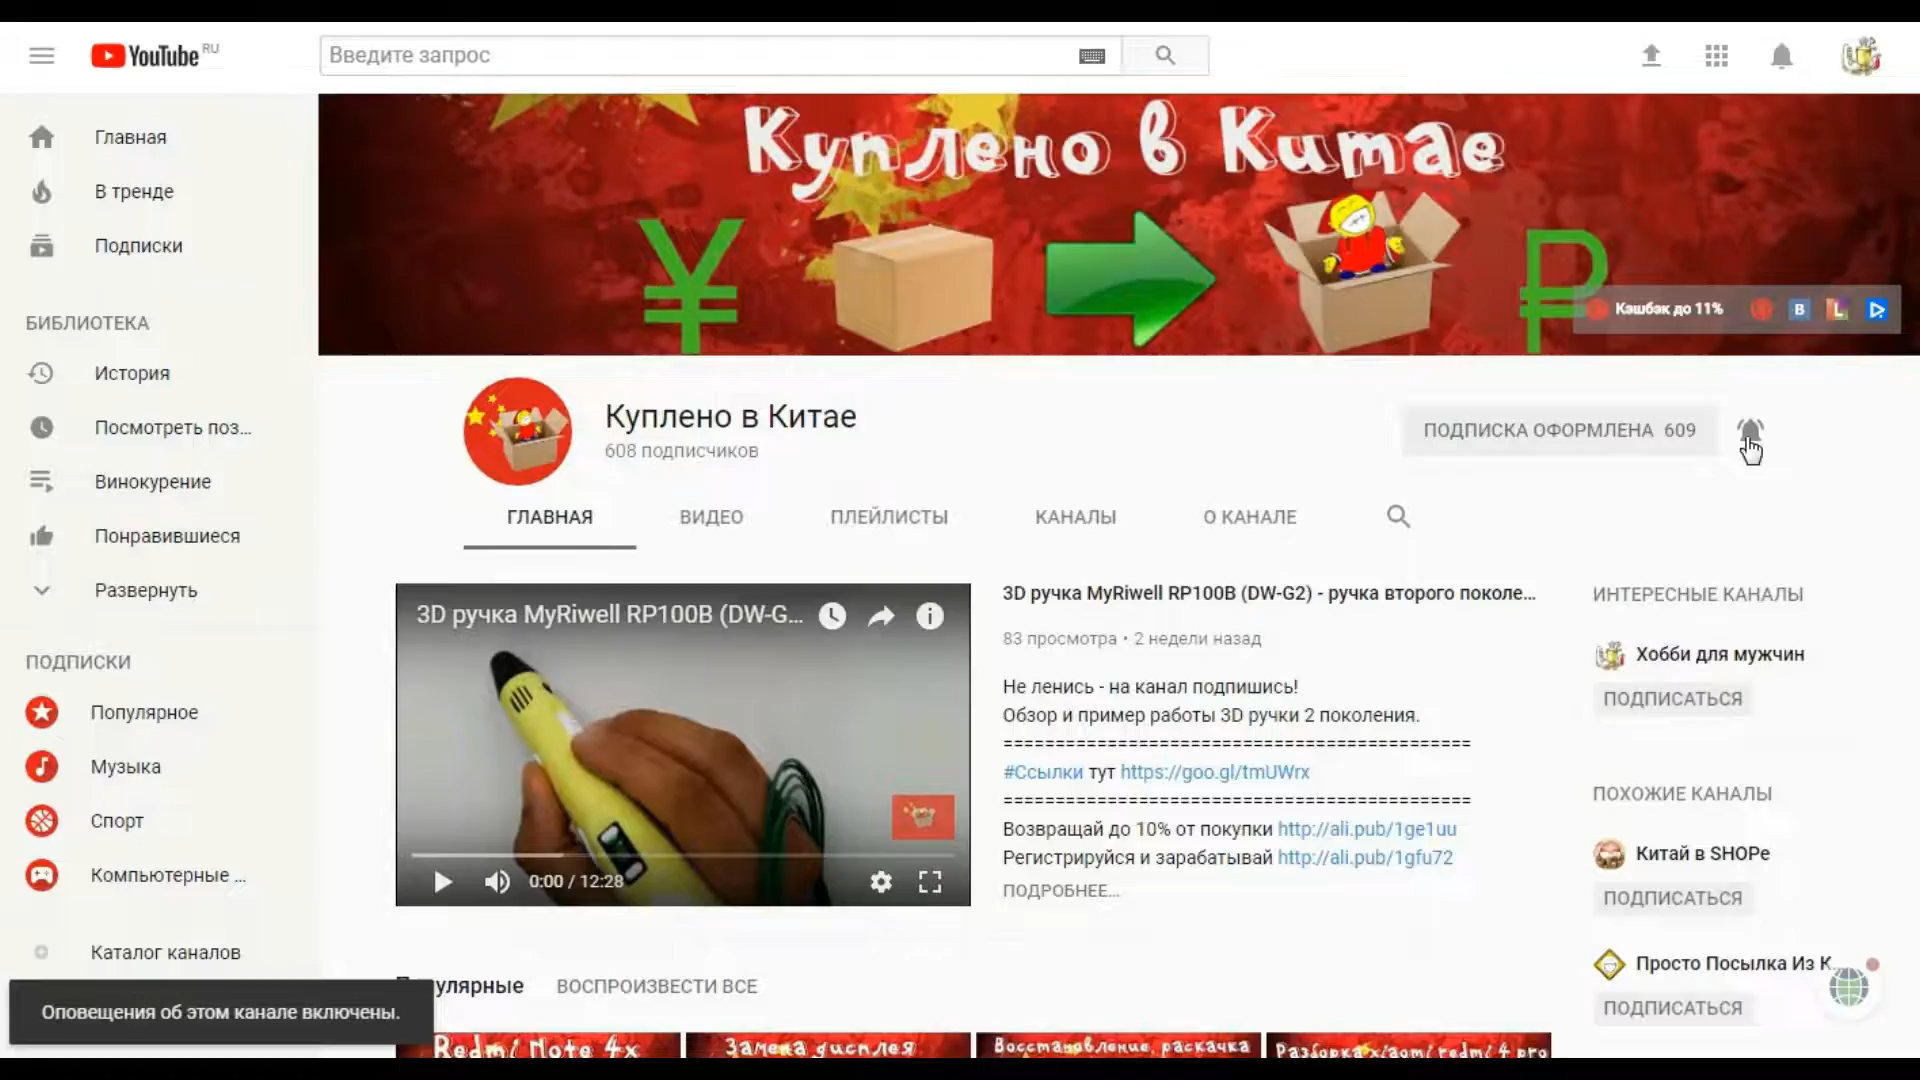 YouTube RU
Введите запрос
Главная
В тренде
Подписки
БИБЛИОТЕКА
История
Посмотреть поз...
Винокурение
Понравившиеся
Развернуть
ПОДПИСКИ
Популярное
Музыка
Спорт
Компьютерные ...
Каталог каналов
Оповещения об этом канале включены.
Куплено в Китае
¥
₽
Кэшбэк до 11%
B
L
Куплено в Китае
608 подписчиков
ПОДПИСКА ОФОРМЛЕНА 609
ГЛАВНАЯ
ВИДЕО
ПЛЕЙЛИСТЫ
КАНАЛЫ
О КАНАЛЕ
3D ручка MyRiwell RP100B (DW-G...
0:00 / 12:28
3D ручка MyRiwell RP100B (DW-G2) - ручка второго поколе...
83 просмотра • 2 недели назад
Не ленись - на канал подпишись!
Обзор и пример работы 3D ручки 2 поколения.
=============================================
#Ссылки тут https://goo.gl/tmUWrx
=============================================
Возвращай до 10% от покупки http://ali.pub/1ge1uu
Регистрируйся и зарабатывай http://ali.pub/1gfu72
ПОДРОБНЕЕ...
ИНТЕРЕСНЫЕ КАНАЛЫ
Хобби для мужчин
ПОДПИСАТЬСЯ
ПОХОЖИЕ КАНАЛЫ
Китай в SHOPe
ПОДПИСАТЬСЯ
Просто Посылка Из К...
ПОДПИСАТЬСЯ
улярные
ВОСПРОИЗВЕСТИ ВСЕ
Redmi Note 4x
Замена дисплея
Восстановление, раскачка
Разборка xiaomi redmi 4 pro